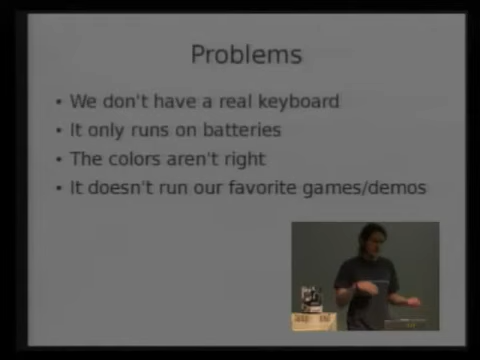 Problems
• We don't have a real keyboard
• It only runs on batteries
• The colors aren't right
• It doesn't run our favorite games/demos